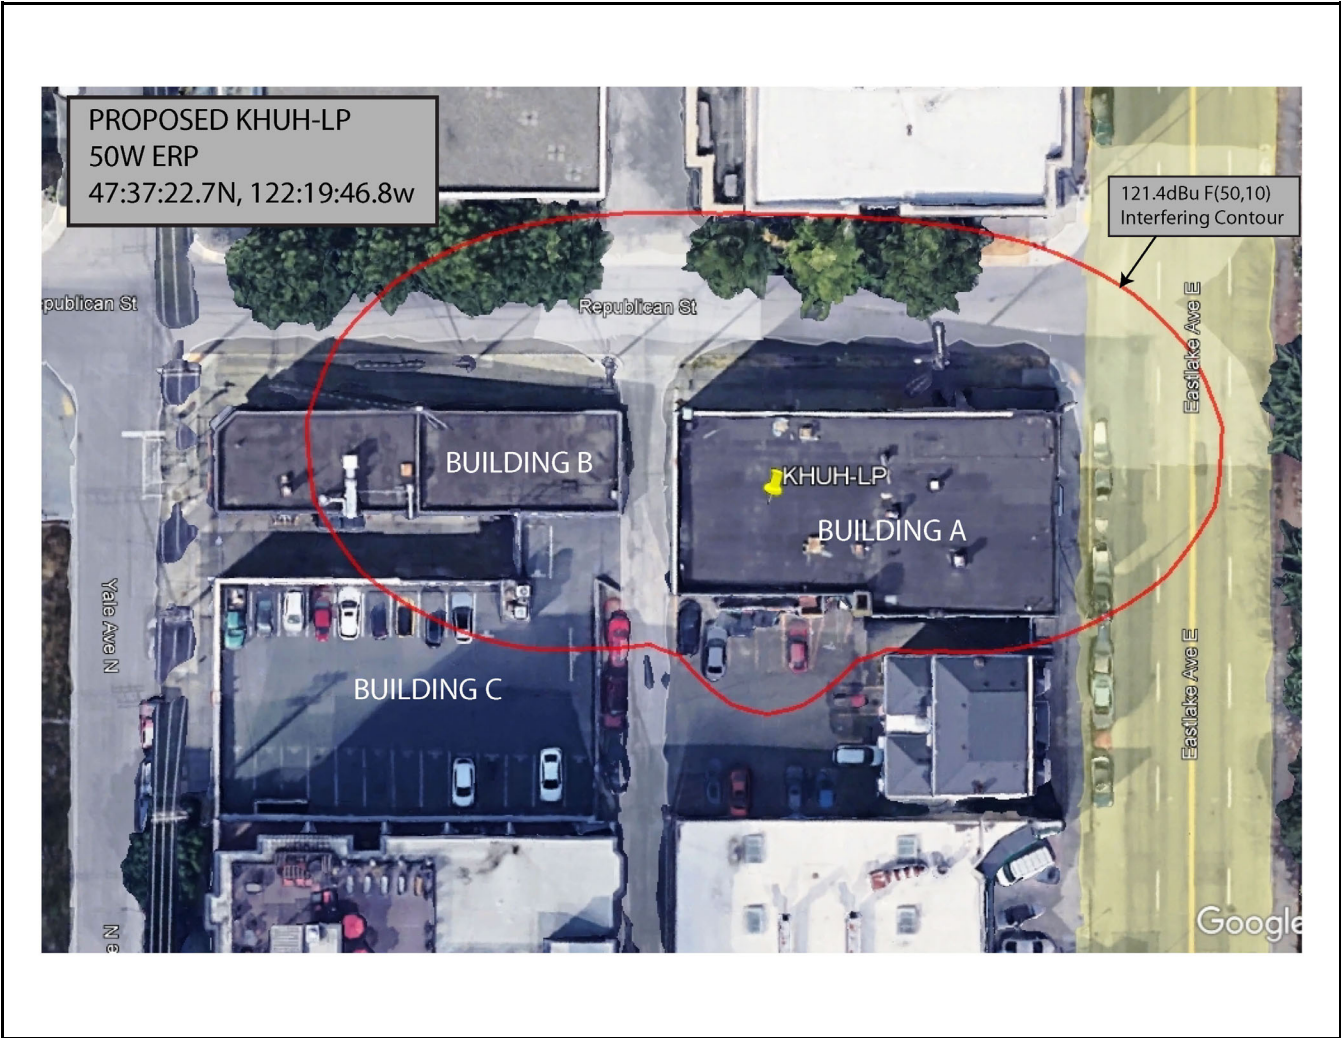 PROPOSED KHUH-LP
50W ERP
47:37:22.7N, 122:19:46.8w
121.4dBu F(50,10)
Interfering Contour
epublican St
Republican St
Eastlake Ave E
BUILDING B
KHUH-LP
BUILDING A
Yale Ave N
BUILDING C
Eastlake Ave E
N e
Google